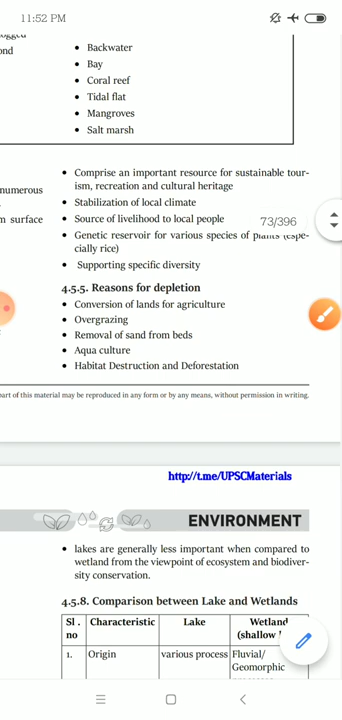 11:52 PM
ond
• Backwater
• Bay
• Coral reef
• Tidal flat
• Mangroves
• Salt marsh
numerous
m surface
• Comprise an important resource for sustainable tour-
ism, recreation and cultural heritage
• Stabilization of local climate
• Source of livelihood to local people
73/396
• Genetic reservoir for various species of plants (espe-
cially rice)
• Supporting specific diversity
4.5.5. Reasons for depletion
• Conversion of lands for agriculture
• Overgrazing
• Removal of sand from beds
• Aqua culture
• Habitat Destruction and Deforestation
part of this material may be reproduced in any form or by any means, without permission in writing.
http://t.me/UPSCMaterials
ENVIRONMENT
• lakes are generally less important when compared to
wetland from the viewpoint of ecosystem and biodiver-
sity conservation.
4.5.8. Comparison between Lake and Wetlands
Sl . no Characteristic Lake Wetland (shallow
1. Origin various process Fluvial/
Geomorphic